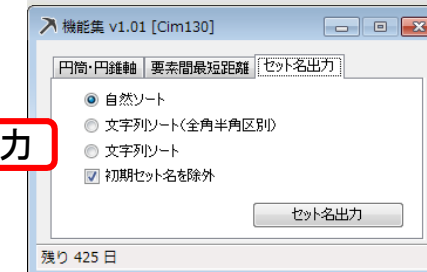 機能集 v1.01 [Cim130]
円筒・円錐軸 要素間最短距離 セット名出力
自然ソート
文字列ソート(全角半角区別)
力
文字列ソート
初期セット名を除外
セット名出力
残り 425 日